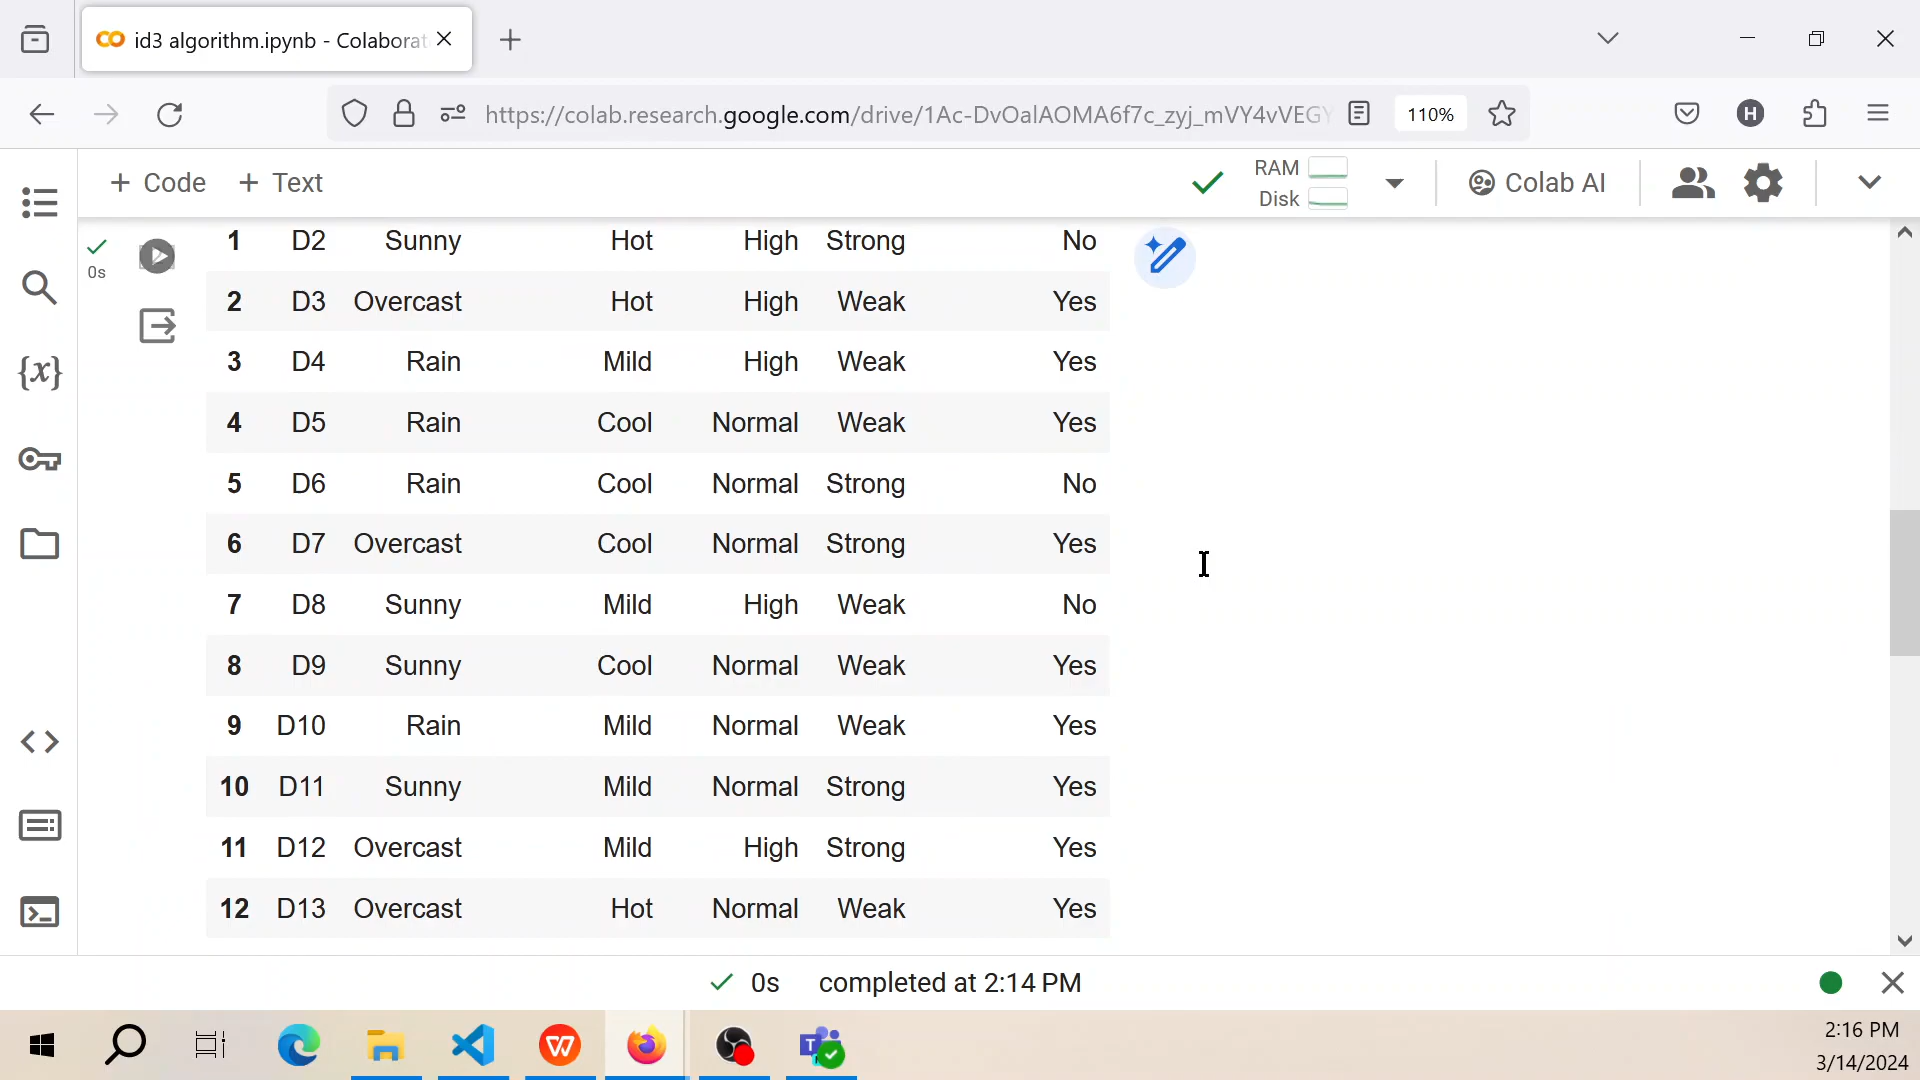 id3 algorithm.ipynb - Colaborat
https://colab.research.google.com/drive/1Ac-DvOalAOMA6f7c_zyj_mVY4vVEGY
110%
H
+ Code + Text
RAM
Disk
Colab AI
0s
1 D2 Sunny Hot High Strong No
2 D3 Overcast Hot High Weak Yes
3 D4 Rain Mild High Weak Yes
4 D5 Rain Cool Normal Weak Yes
5 D6 Rain Cool Normal Strong No
6 D7 Overcast Cool Normal Strong Yes
7 D8 Sunny Mild High Weak No
8 D9 Sunny Cool Normal Weak Yes
9 D10 Rain Mild Normal Weak Yes
10 D11 Sunny Mild Normal Strong Yes
11 D12 Overcast Mild High Strong Yes
12 D13 Overcast Hot Normal Weak Yes
0s completed at 2:14 PM
2:16 PM
3/14/2024